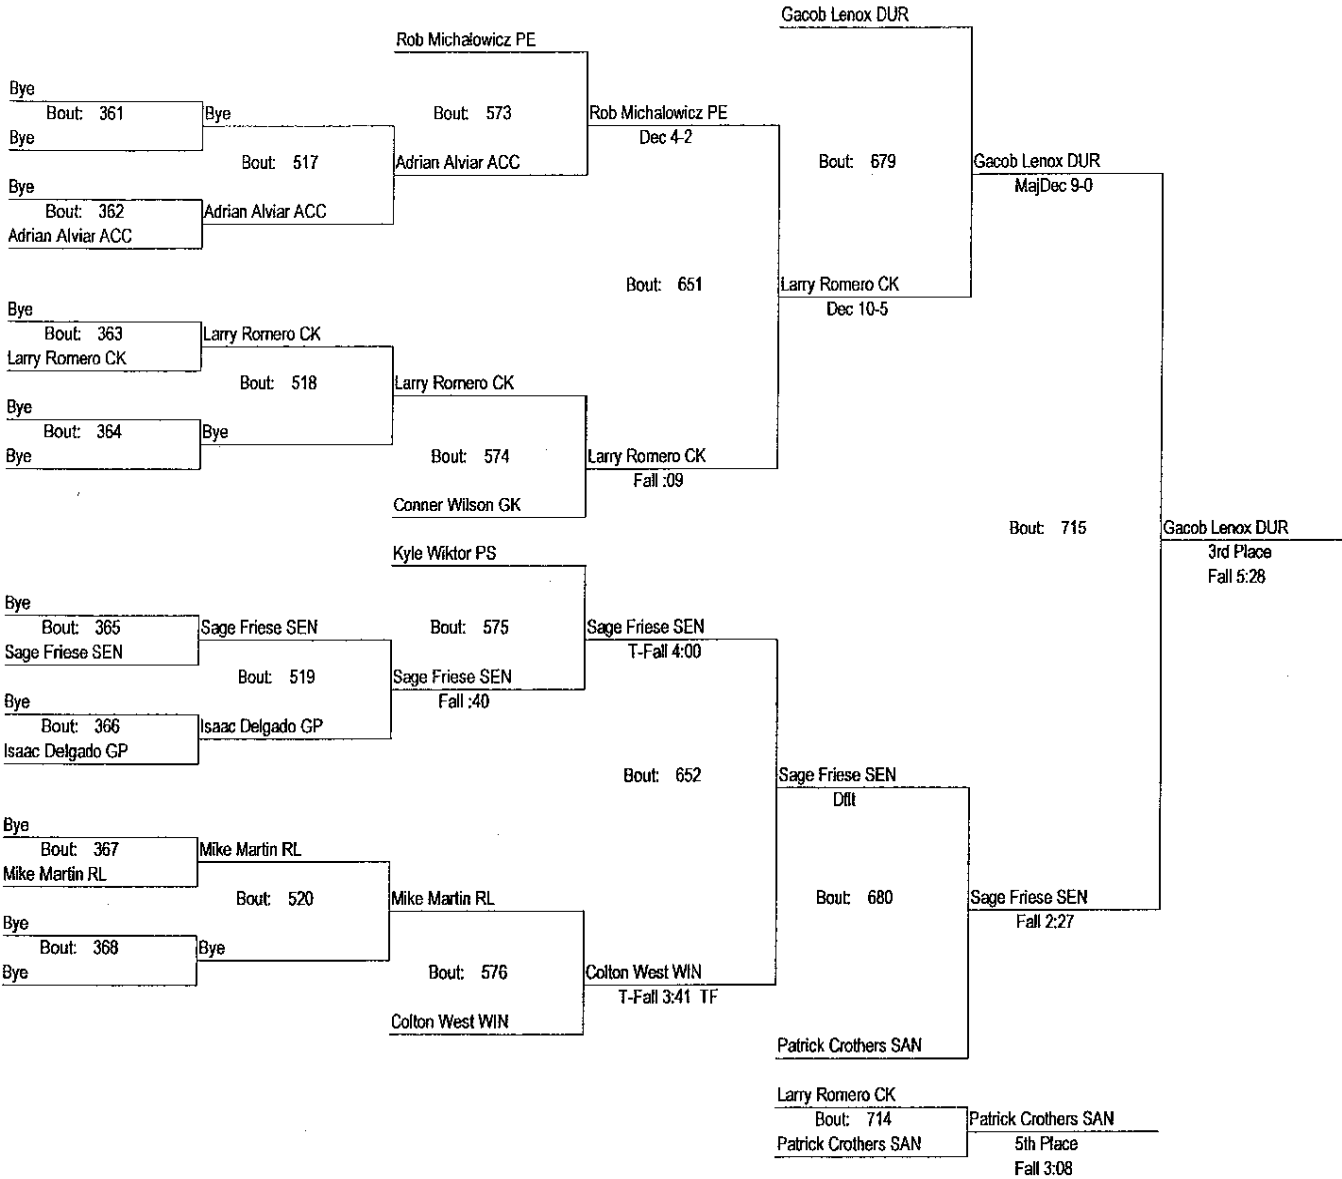 Gacob Lenox DUR
Rob Michalowicz PE
Bye
Bout: 361
Bye
Bye
Bout: 573
Rob Michalowicz PE
Dec 4-2
Bout: 517
Adrian Alviar ACC
Bout: 679
Gacob Lenox DUR
MajDec 9-0
Bye
Bout: 362
Adrian Alviar ACC
Adrian Alviar ACC
Bout: 651
Larry Romero CK
Dec 10-5
Bye
Bout: 363
Larry Romero CK
Larry Romero CK
Bout: 518
Larry Romero CK
Bye
Bout: 364
Bye
Bye
Bout: 574
Larry Romero CK
Fall :09
Conner Wilson GK
Bout: 715
Gacob Lenox DUR
3rd Place
Fall 5:28
Kyle Wiktor PS
Bye
Bout: 365
Sage Friese SEN
Sage Friese SEN
Bout: 575
Sage Friese SEN
T-Fall 4:00
Bout: 519
Sage Friese SEN
Fall :40
Bye
Bout: 366
Isaac Delgado GP
Isaac Delgado GP
Bout: 652
Sage Friese SEN
Dflt
Bye
Bout: 367
Mike Martin RL
Mike Martin RL
Bout: 520
Mike Martin RL
Bout: 680
Sage Friese SEN
Fall 2:27
Bye
Bout: 368
Bye
Bye
Bout: 576
Colton West WIN
T-Fall 3:41 TF
Colton West WIN
Patrick Crothers SAN
Larry Romero CK
Bout: 714
Patrick Crothers SAN
Patrick Crothers SAN
5th Place
Fall 3:08